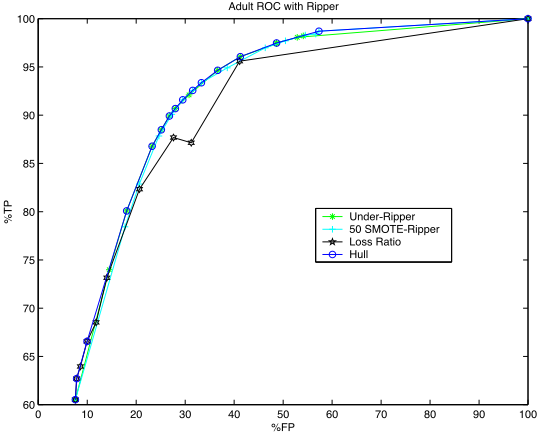 Adult ROC with Ripper
100
95
90
85
80
75
70
65
60
%TP
Under-Ripper
50 SMOTE-Ripper
Loss Ratio
Hull
0 10 20 30 40 50 60 70 80 90 100
%FP